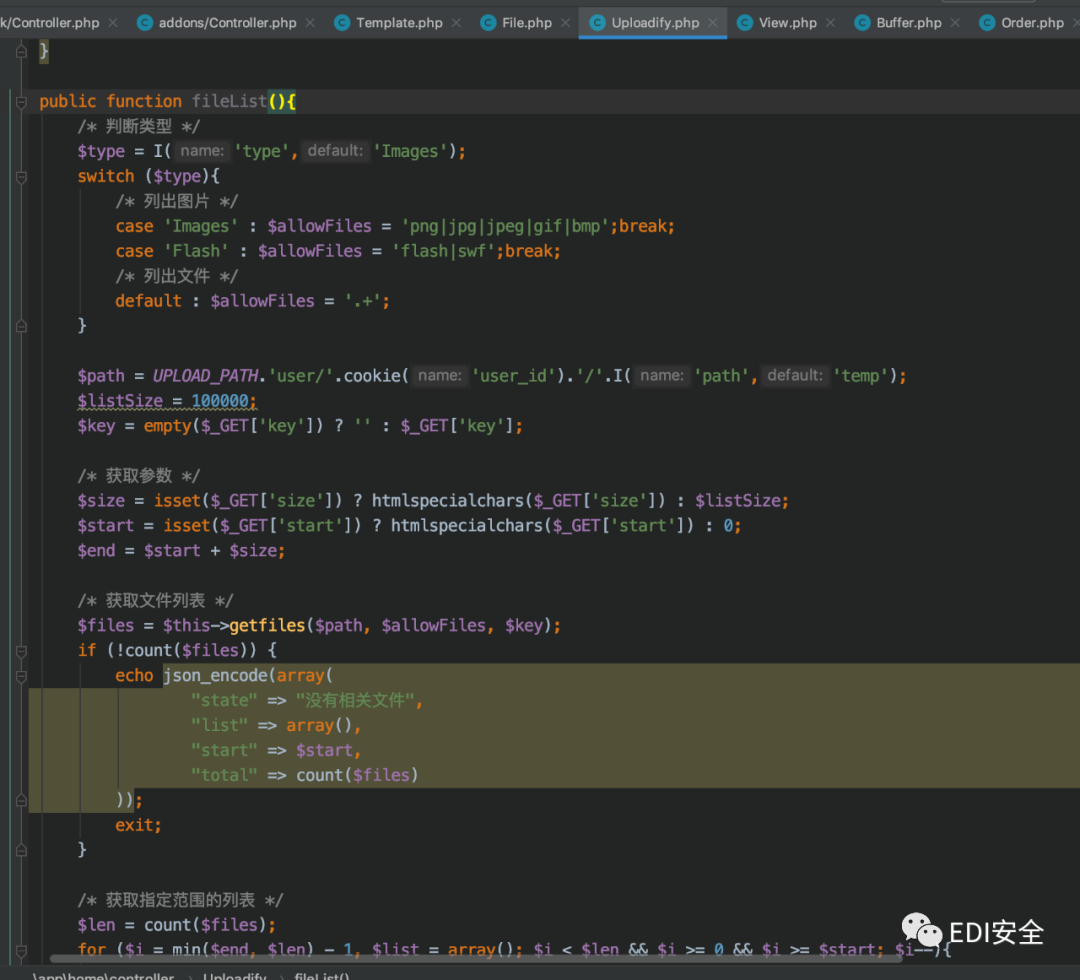 k/Controller.php × addons/Controller.php × Template.php × File.php × Uploadify.php × View.php × Buffer.php × Order.php ×
}
public function fileList(){
/* 判断类型 */
$type = I( name: 'type', default: 'Images');
switch ($type){
/* 列出图片 */
case 'Images' : $allowFiles = 'png|jpg|jpeg|gif|bmp';break;
case 'Flash' : $allowFiles = 'flash|swf';break;
/* 列出文件 */
default : $allowFiles = '.+';
}
$path = UPLOAD_PATH.'user/'.cookie( name: 'user_id').'/'.I( name: 'path', default: 'temp');
$listSize = 100000;
$key = empty($_GET['key']) ? '' : $_GET['key'];
/* 获取参数 */
$size = isset($_GET['size']) ? htmlspecialchars($_GET['size']) : $listSize;
$start = isset($_GET['start']) ? htmlspecialchars($_GET['start']) : 0;
$end = $start + $size;
/* 获取文件列表 */
$files = $this->getfiles($path, $allowFiles, $key);
if (!count($files)) {
echo json_encode(array(
"state" => "没有相关文件",
"list" => array(),
"start" => $start,
"total" => count($files)
));
exit;
}
/* 获取指定范围的列表 */
$len = count($files);
for ($i = min($end, $len) - 1, $list = array(); $i < $len && $i >= 0 && $i >= $start; $i--){
EDI安全
\app\home\controller › Uploadify › fileList()